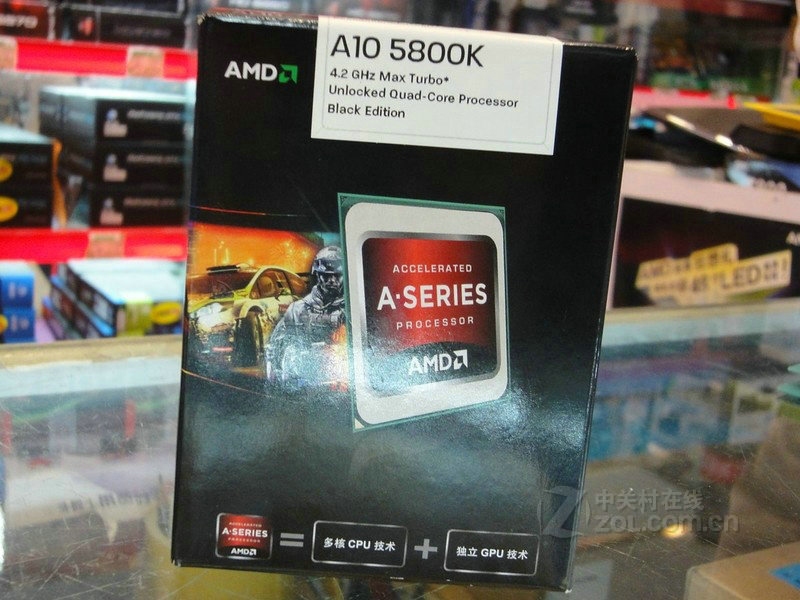 AMD
A10 5800K
4.2 GHz Max Turbo*
Unlocked Quad-Core Processor
Black Edition
ACCELERATED
A-SERIES
PROCESSOR
AMD
ACCELERATED
A-SERIES
PROCESSOR
AMD
=
多核 CPU 技术
+
独立 GPU 技术
中关村在线
zol.com.cn